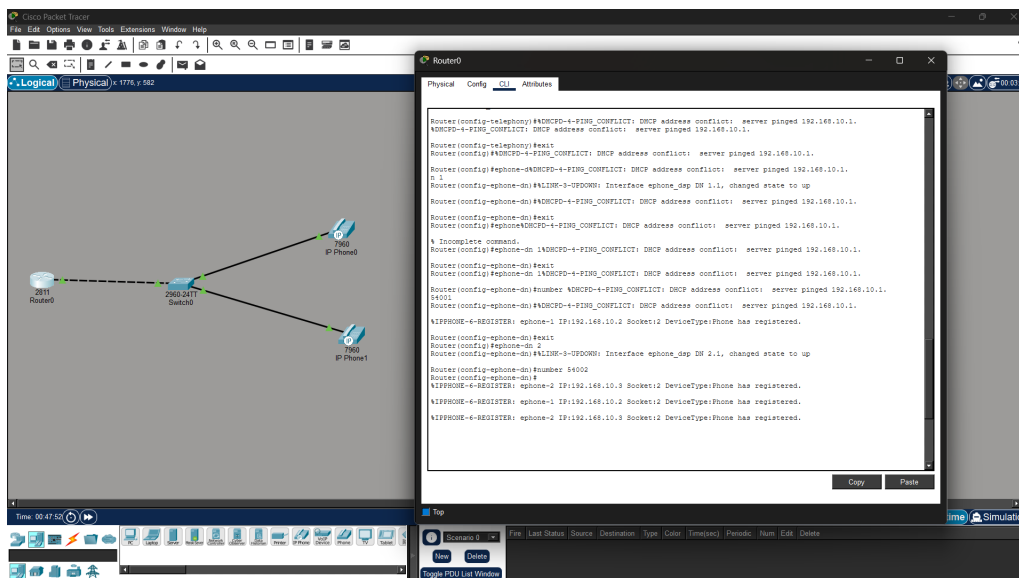 Cisco Packet Tracer
File Edit Options View Tools Extensions Window Help
Logical Physical x: 1776, y: 582
7960
IP Phone0
2811
Router0
2960-24TT
Switch0
7960
IP Phone1
Router0
Physical Config CLI Attributes
Router(config-telephony)#%DHCPD-4-PING_CONFLICT: DHCP address conflict: server pinged 192.168.10.1.
%DHCPD-4-PING_CONFLICT: DHCP address conflict: server pinged 192.168.10.1.
Router(config-telephony)#exit
Router(config)#%DHCPD-4-PING_CONFLICT: DHCP address conflict: server pinged 192.168.10.1.
Router(config)#ephone-d%DHCPD-4-PING_CONFLICT: DHCP address conflict: server pinged 192.168.10.1.
n 1
Router(config-ephone-dn)#%LINK-3-UPDOWN: Interface ephone_dsp DN 1.1, changed state to up
Router(config-ephone-dn)#%DHCPD-4-PING_CONFLICT: DHCP address conflict: server pinged 192.168.10.1.
Router(config-ephone-dn)#exit
Router(config)#ephone%DHCPD-4-PING_CONFLICT: DHCP address conflict: server pinged 192.168.10.1.
% Incomplete command.
Router(config)#ephone-dn 1%DHCPD-4-PING_CONFLICT: DHCP address conflict: server pinged 192.168.10.1.
Router(config-ephone-dn)#exit
Router(config)#ephone-dn 1%DHCPD-4-PING_CONFLICT: DHCP address conflict: server pinged 192.168.10.1.
Router(config-ephone-dn)#number %DHCPD-4-PING_CONFLICT: DHCP address conflict: server pinged 192.168.10.1.
54001
Router(config-ephone-dn)#%DHCPD-4-PING_CONFLICT: DHCP address conflict: server pinged 192.168.10.1.
%IPPHONE-6-REGISTER: ephone-1 IP:192.168.10.2 Socket:2 DeviceType:Phone has registered.
Router(config-ephone-dn)#exit
Router(config)#ephone-dn 2
Router(config-ephone-dn)#%LINK-3-UPDOWN: Interface ephone_dsp DN 2.1, changed state to up
Router(config-ephone-dn)#number 54002
Router(config-ephone-dn)#
%IPPHONE-6-REGISTER: ephone-2 IP:192.168.10.3 Socket:2 DeviceType:Phone has registered.
%IPPHONE-6-REGISTER: ephone-1 IP:192.168.10.2 Socket:2 DeviceType:Phone has registered.
%IPPHONE-6-REGISTER: ephone-2 IP:192.168.10.3 Socket:2 DeviceType:Phone has registered.
Copy Paste
Top
Time: 00:47:52
Simulati
Scenario 0
Fire Last Status Source Destination Type Color Time(sec) Periodic Num Edit Delete
New Delete
Toggle PDU List Window